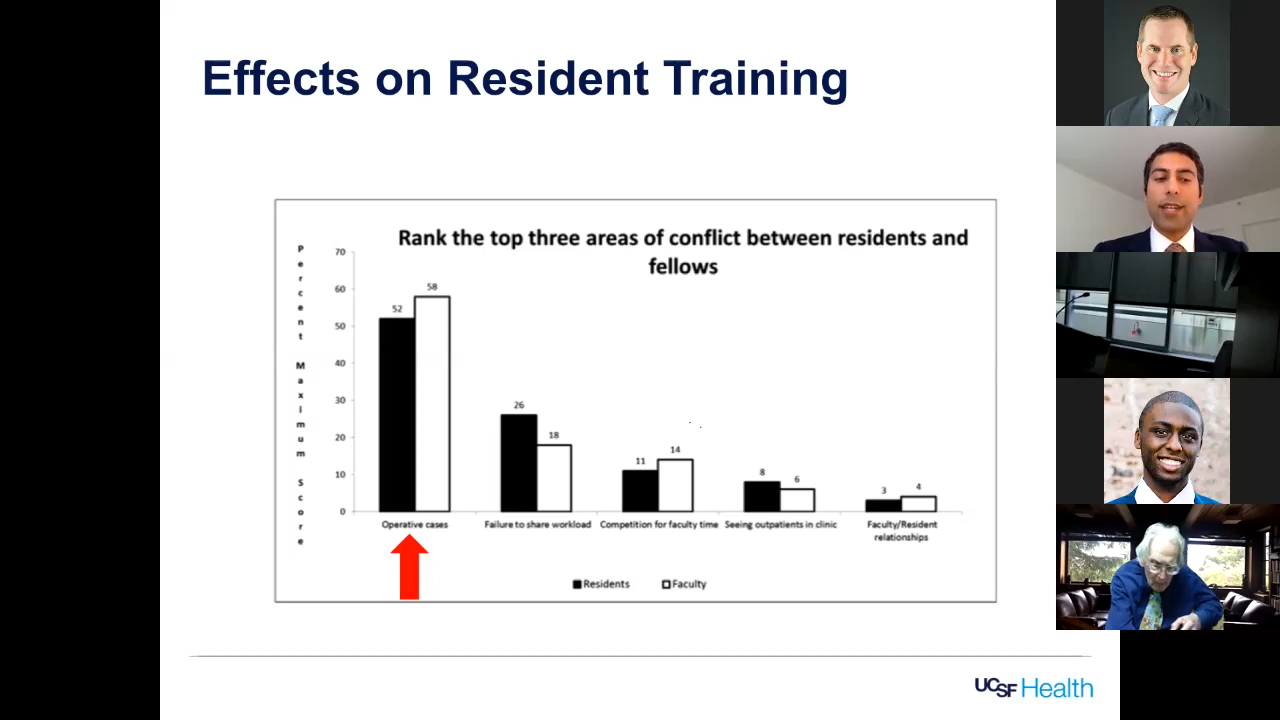 Effects on Resident Training
Rank the top three areas of conflict between residents and
fellows
Percent Maximum Score
70
60
50
40
30
20
10
0
52
58
26
18
11
14
8
6
3
4
Operative cases
Failure to share workload
Competition for faculty time
Seeing outpatients in clinic
Faculty/Resident
relationships
Residents
Faculty
UCSF Health